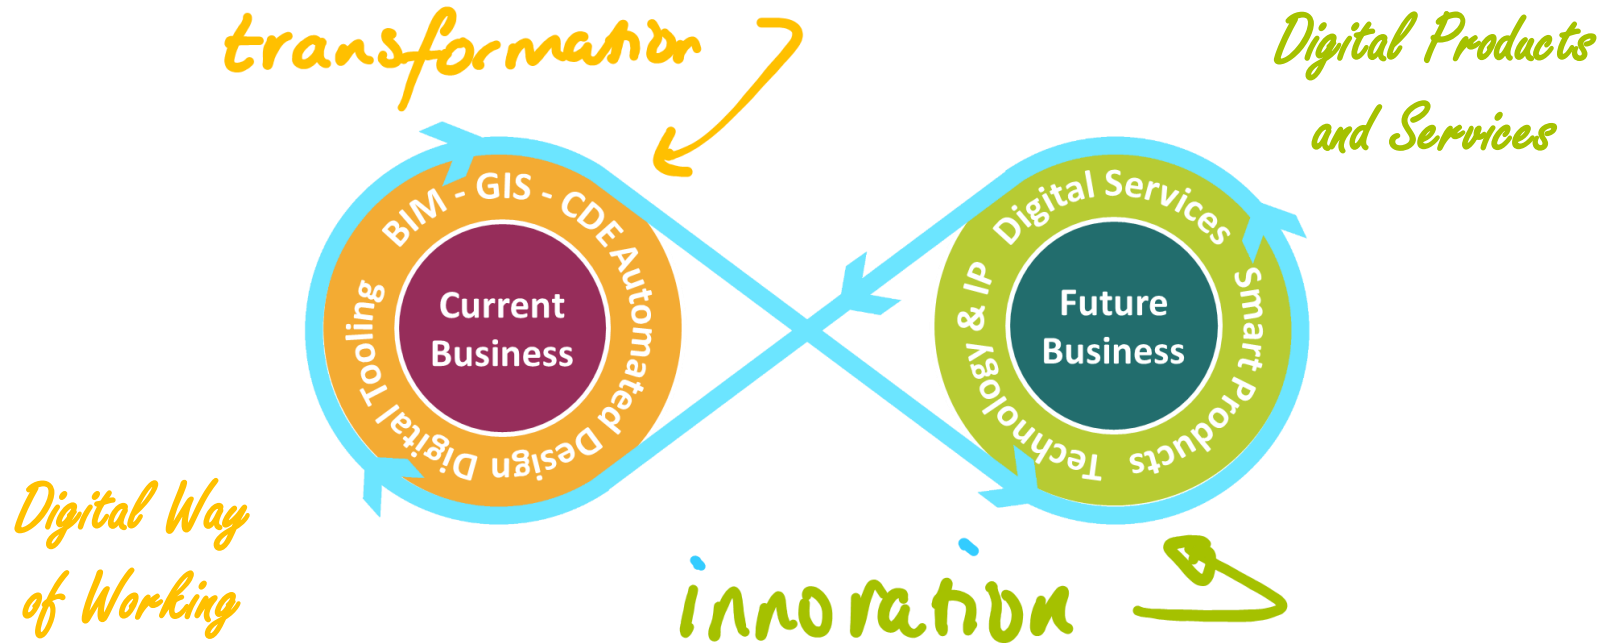 transformation
Digital Products
and Services
BIM - GIS - CDE
Automated Design
Digital Tooling
Current
Business
Digital Services
Smart Products
Technology & IP
Future
Business
Digital Way
of Working
innovation